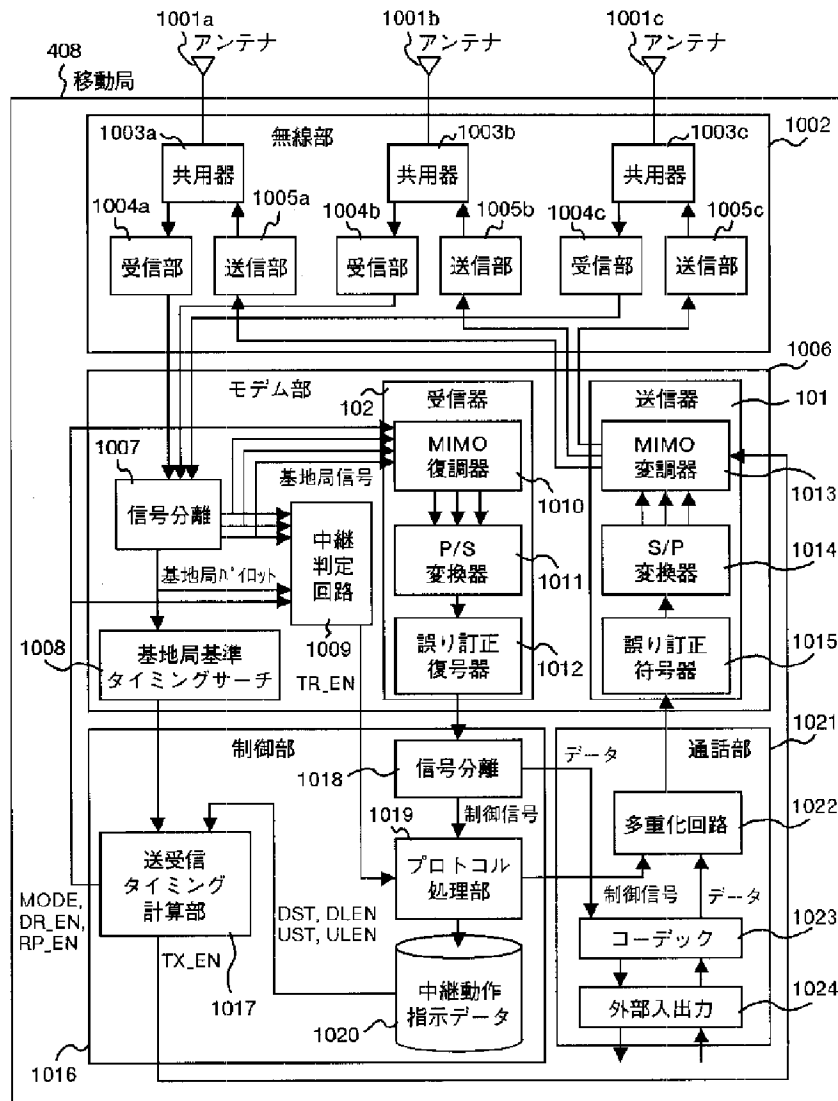 1001a
アンテナ
1001b
アンテナ
1001c
アンテナ
408
移動局
無線部
1002
1003a
共用器
1003b
共用器
1003c
共用器
1004a
受信部
1005a
送信部
1004b
受信部
1005b
送信部
1004c
受信部
1005c
送信部
モデム部
1006
102
受信器
送信器
101
1007
信号分離
基地局信号
MIMO
復調器
1010
MIMO
変調器
1013
中継
判定
回路
1009
P/S
変換器
1011
S/P
変換器
1014
基地局パイロット
1008
基地局基準
タイミングサーチ
TR_EN
誤り訂正
復号器
1012
誤り訂正
符号器
1015
制御部
1018
信号分離
データ
通話部
1021
制御信号
1019
多重化回路
1022
送受信
タイミング
計算部
プロトコル
処理部
制御信号
データ
MODE,
DR_EN,
RP_EN
TX_EN
1017
DST, DLEN
UST, ULEN
コーデック
1023
中継動作
指示データ
1020
外部入出力
1024
1016